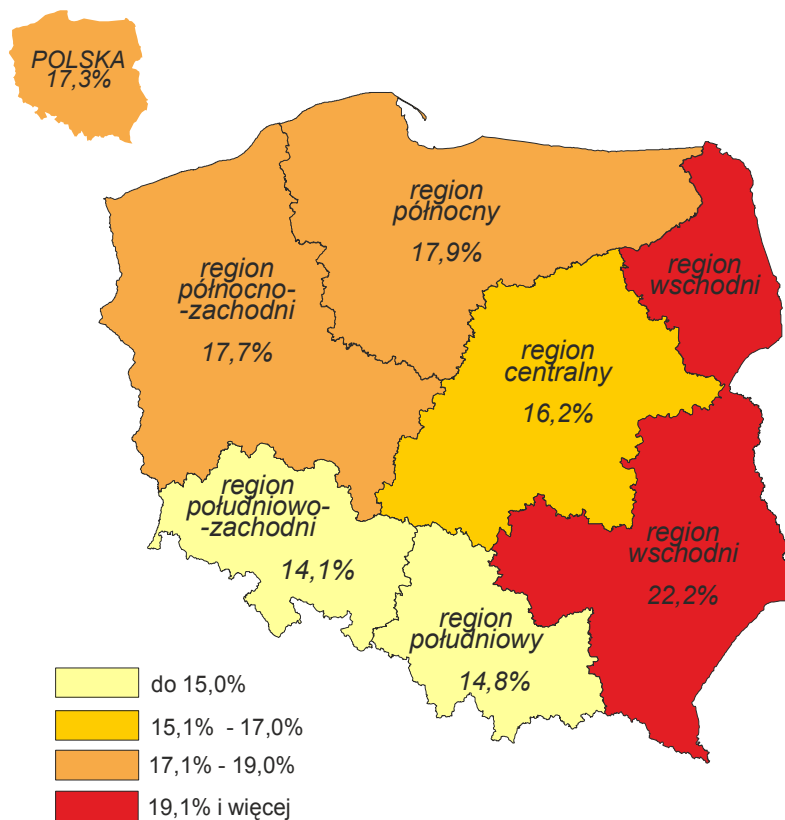 POLSKA
17,3%
region
północny
17,9%
region
wschodni
region
północno-
-zachodni
17,7%
region
centralny
16,2%
region
południowo-
-zachodni
14,1%
region
wschodni
22,2%
region
południowy
14,8%
do 15,0%
15,1% - 17,0%
17,1% - 19,0%
19,1% i więcej